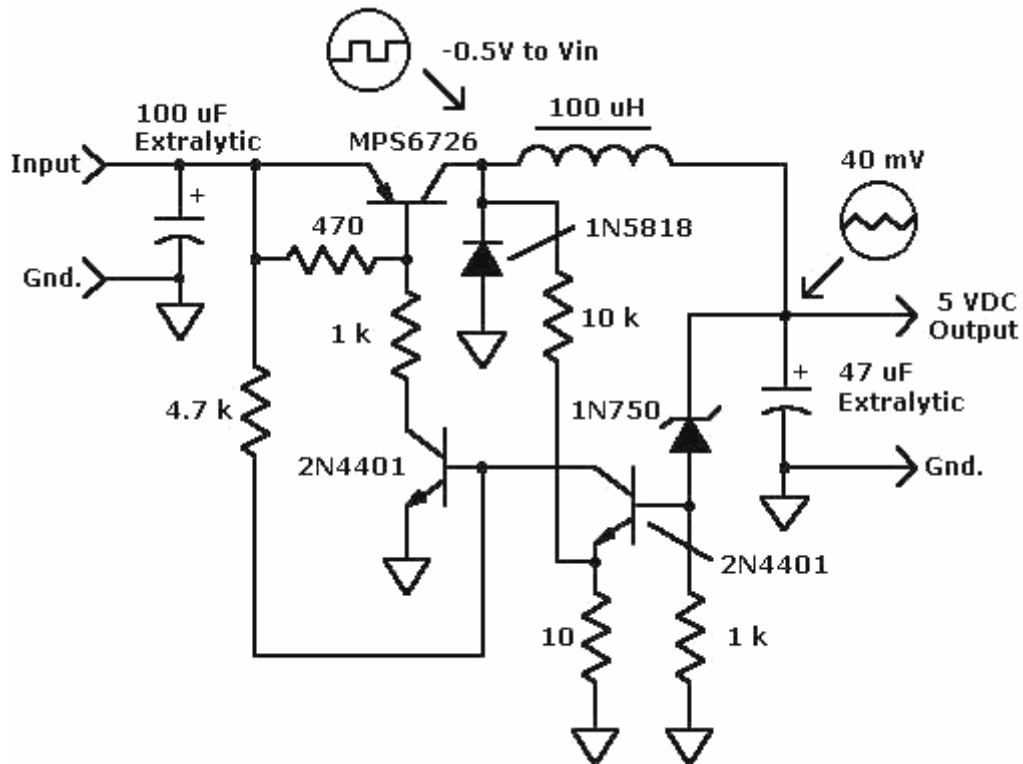 -0.5V to Vin
100 uF
Extralytic
MPS6726
100 uH
Input
40 mV
+
470
1N5818
Gnd.
5 VDC
Output
1 k
10 k
+
47 uF
Extralytic
4.7 k
1N750
2N4401
Gnd.
2N4401
10
1 k